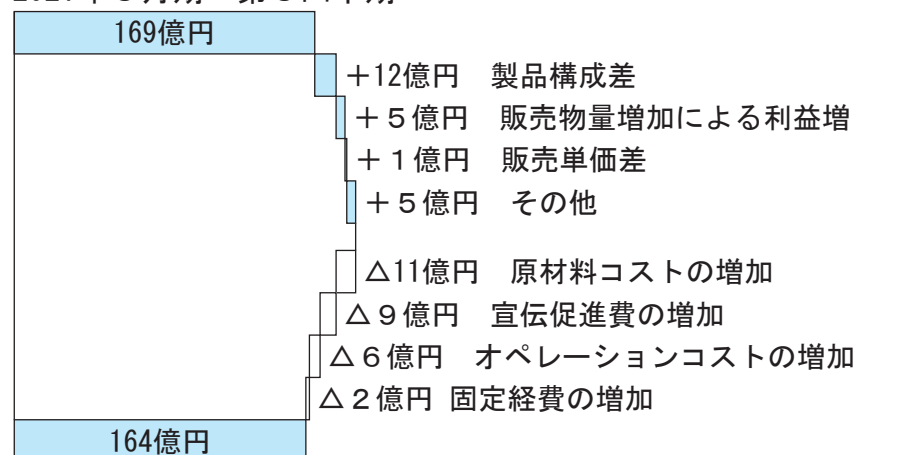 169億円
＋12億円　製品構成差
＋５億円　販売物量増加による利益増
＋１億円　販売単価差
＋５億円　その他
△11億円　原材料コストの増加
△９億円　宣伝促進費の増加
△６億円　オペレーションコストの増加
△２億円 固定経費の増加
164億円